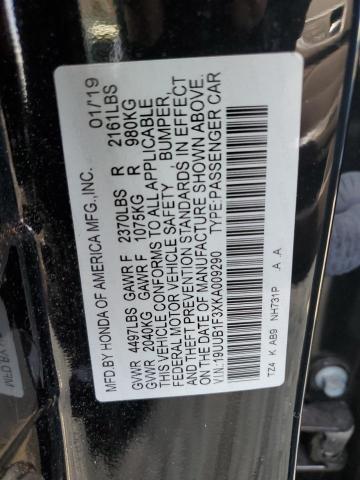 MFD.BY HONDA OF AMERICA MFG.,INC. 01/'19
GVWR 4497LBS GAWR F 2370LBS R 2161LBS
GVWR 2040KG GAWR F 1075KG R 980KG
THIS VEHICLE CONFORMS TO ALL APPLICABLE
FEDERAL MOTOR VEHICLE SAFETY BUMPER,
AND THEFT PREVENTION STANDARDS IN EFFECT
ON THE DATE OF MANUFACTURE SHOWN ABOVE.
V.I.N.:19UUB1F3XKA009290 TYPE:PASSENGER CAR
TZ4 K AB9 NH731P A .A